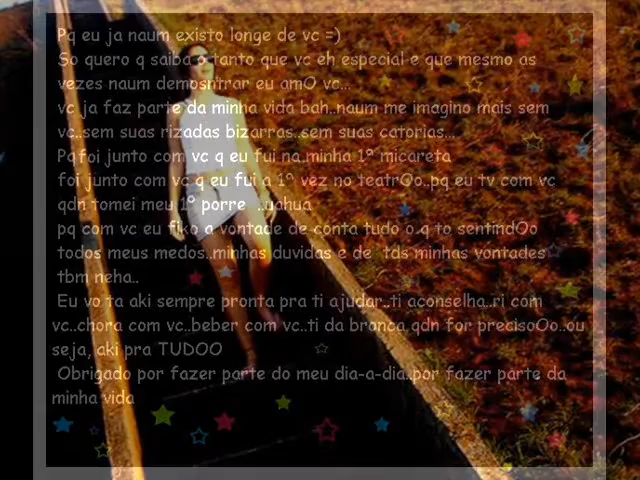 Pq eu ja naum existo longe de vc =)
So quero q saiba o tanto que vc eh especial e que mesmo as
vezes naum demosntrar eu amO vc...
vc ja faz parte da minha vida bah..naum me imagino mais sem
vc..sem suas rizadas bizarras..sem suas catorias...
Pq foi junto com vc q eu fui na minha 1ª micareta
foi junto com vc q eu fui a 1ª vez no teatrOo..pq eu tv com vc
qdn tomei meu 1º porre ..uahua
pq com vc eu fiko a vontade de conta tudo o q to sentindOo
todos meus medos..minhas duvidas e de tds minhas vontades
tbm neha..
Eu vo ta aki sempre pronta pra ti ajudar..ti aconselha..ri com
vc..chora com vc..beber com vc..ti da bronca qdn for precisoOo..ou
seja, aki pra TUDOO
Obrigado por fazer parte do meu dia-a-dia..por fazer parte da
minha vida